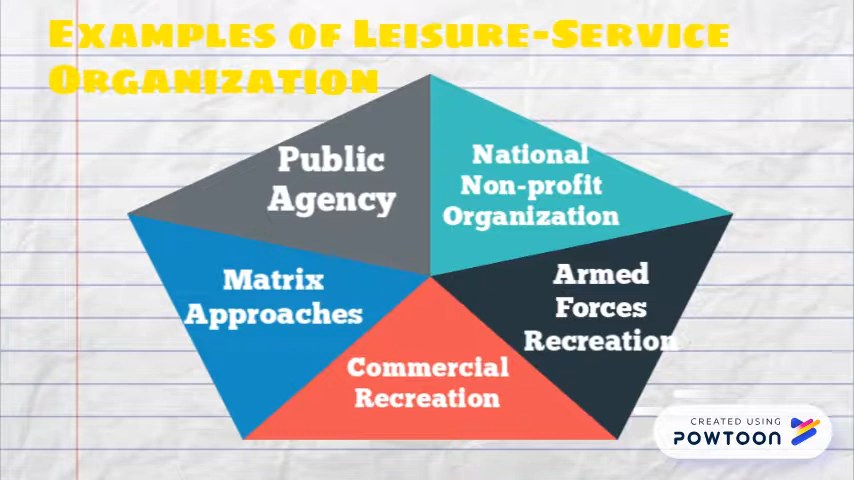 Examples of Leisure-Service
Organization
Public
Agency
National
Non-profit
Organization
Matrix
Approaches
Armed
Forces
Recreation
Commercial
Recreation
CREATED USING
POWTOON